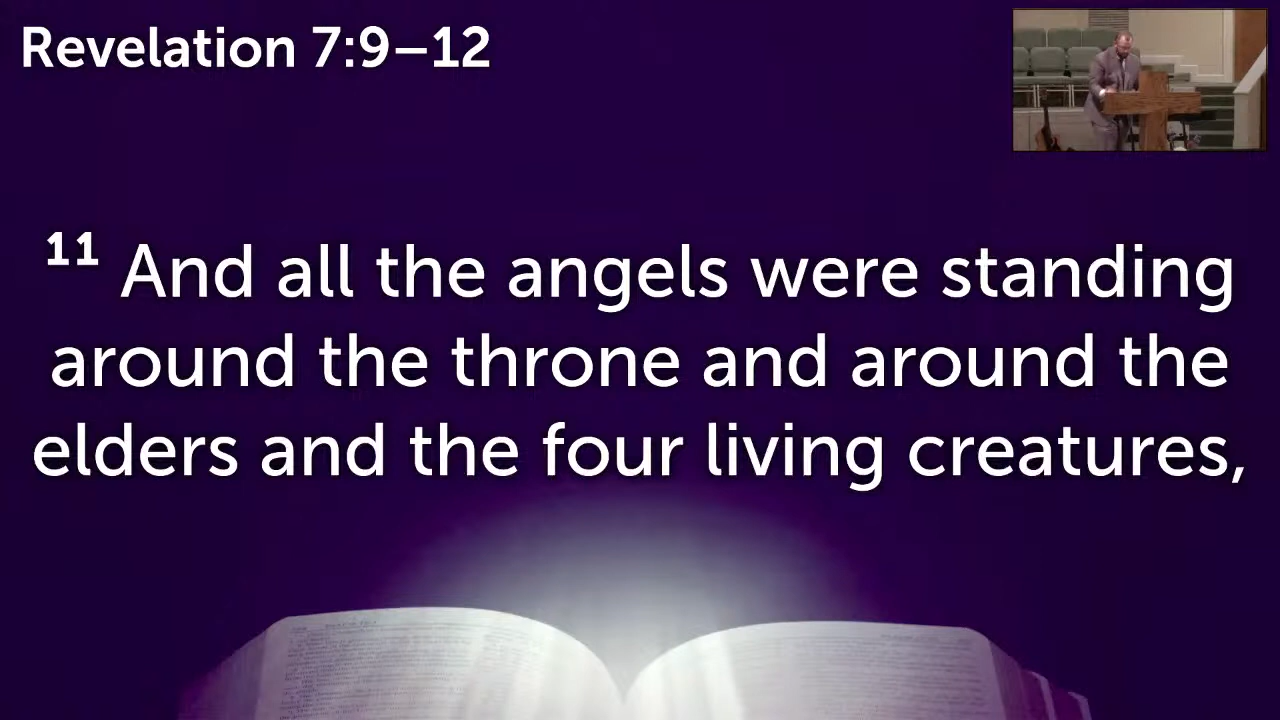 Revelation 7:9–12
11 And all the angels were standing
around the throne and around the
elders and the four living creatures,